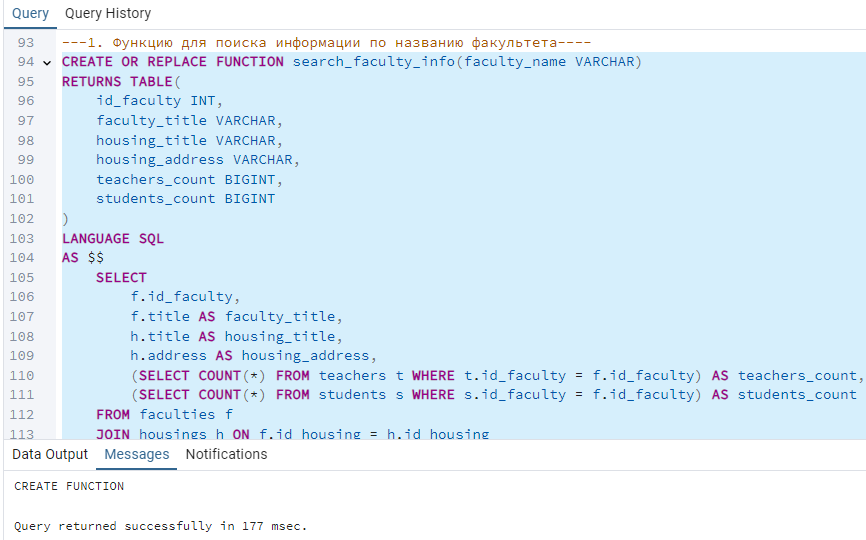 Query Query History
93 ---1. Функцию для поиска информации по названию факультета----
94 CREATE OR REPLACE FUNCTION search_faculty_info(faculty_name VARCHAR)
95 RETURNS TABLE(
96 id_faculty INT,
97 faculty_title VARCHAR,
98 housing_title VARCHAR,
99 housing_address VARCHAR,
100 teachers_count BIGINT,
101 students_count BIGINT
102 )
103 LANGUAGE SQL
104 AS $$
105 SELECT
106 f.id_faculty,
107 f.title AS faculty_title,
108 h.title AS housing_title,
109 h.address AS housing_address,
110 (SELECT COUNT(*) FROM teachers t WHERE t.id_faculty = f.id_faculty) AS teachers_count,
111 (SELECT COUNT(*) FROM students s WHERE s.id_faculty = f.id_faculty) AS students_count
112 FROM faculties f
113 JOIN housings h ON f.id_housing = h.id_housing
Data Output Messages Notifications
CREATE FUNCTION
Query returned successfully in 177 msec.